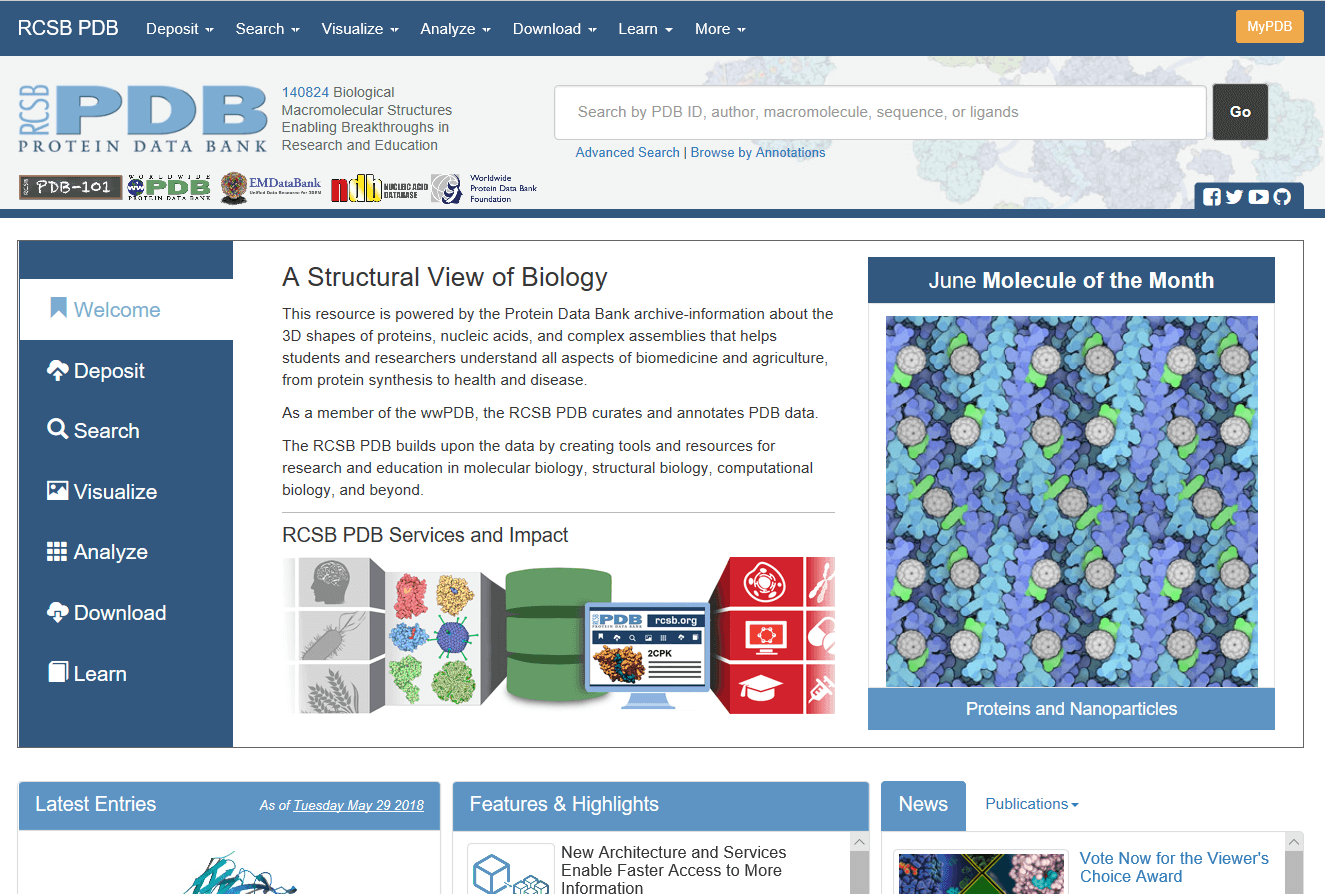 RCSB PDB Deposit Search Visualize Analyze Download Learn More MyPDB
RCSB PDB
PROTEIN DATA BANK
140824 Biological
Macromolecular Structures
Enabling Breakthroughs in
Research and Education
Search by PDB ID, author, macromolecule, sequence, or ligands
Go
Advanced Search | Browse by Annotations
PDB-101
WORLDWIDE
PDB
PROTEIN DATA BANK
EMDataBank
Unified Data Resource for 3DEM
ndb
NUCLEIC ACID
DATABASE
Worldwide
Protein Data Bank
Foundation
Welcome
Deposit
Search
Visualize
Analyze
Download
Learn
A Structural View of Biology
This resource is powered by the Protein Data Bank archive-information about the
3D shapes of proteins, nucleic acids, and complex assemblies that helps
students and researchers understand all aspects of biomedicine and agriculture,
from protein synthesis to health and disease.
As a member of the wwPDB, the RCSB PDB curates and annotates PDB data.
The RCSB PDB builds upon the data by creating tools and resources for
research and education in molecular biology, structural biology, computational
biology, and beyond.
RCSB PDB Services and Impact
PDB
PROTEIN DATA BANK
rcsb.org
2CPK
June Molecule of the Month
Proteins and Nanoparticles
Latest Entries As of Tuesday May 29 2018
Features & Highlights
New Architecture and Services
Enable Faster Access to More
Information
News Publications
Vote Now for the Viewer's
Choice Award